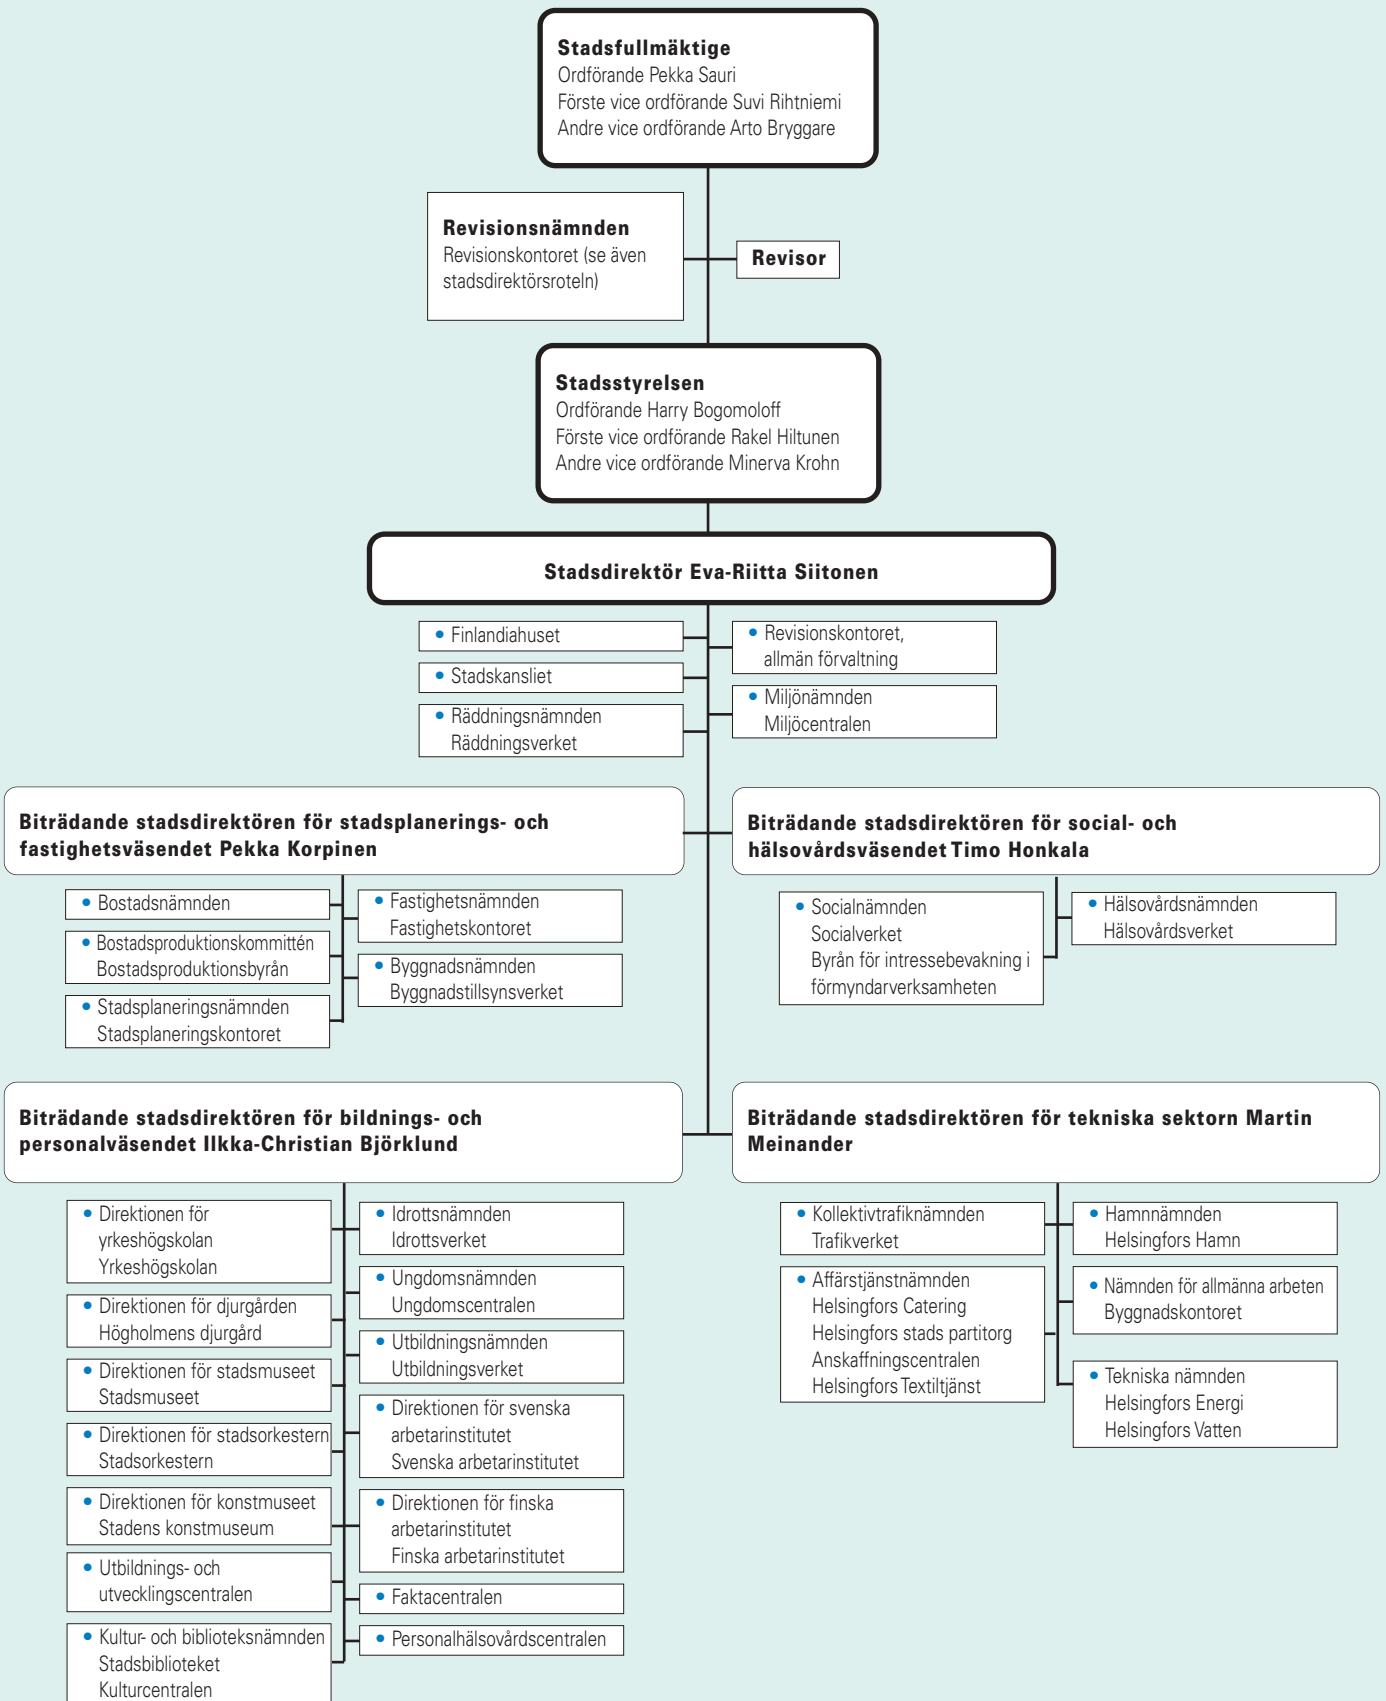 Stadsfullmäktige
Ordförande Pekka Sauri
Förste vice ordförande Suvi Rihtniemi
Andre vice ordförande Arto Bryggare
Revisionsnämnden
Revisionskontoret (se även
stadsdirektörsroteln)
Revisor
Stadsstyrelsen
Ordförande Harry Bogomoloff
Förste vice ordförande Rakel Hiltunen
Andre vice ordförande Minerva Krohn
Stadsdirektör Eva-Riitta Siitonen
• Finlandiahuset
• Stadskansliet
• Räddningsnämnden
Räddningsverket
• Revisionskontoret,
allmän förvaltning
• Miljönämnden
Miljöcentralen
Biträdande stadsdirektören för stadsplanerings- och
fastighetsväsendet Pekka Korpinen
• Bostadsnämnden
• Bostadsproduktionskommittén
Bostadsproduktionsbyrån
• Stadsplaneringsnämnden
Stadsplaneringskontoret
• Fastighetsnämnden
Fastighetskontoret
• Byggnadsnämnden
Byggnadstillsynsverket
Biträdande stadsdirektören för social- och
hälsovårdsväsendet Timo Honkala
• Socialnämnden
Socialverket
Byrån för intressebevakning i
förmyndarverksamheten
• Hälsovårdsnämnden
Hälsovårdsverket
Biträdande stadsdirektören för bildnings- och
personalväsendet Ilkka-Christian Björklund
• Direktionen för
yrkeshögskolan
Yrkeshögskolan
• Direktionen för djurgården
Högholmens djurgård
• Direktionen för stadsmuseet
Stadsmuseet
• Direktionen för stadsorkestern
Stadsorkestern
• Direktionen för konstmuseet
Stadens konstmuseum
• Utbildnings- och
utvecklingscentralen
• Kultur- och biblioteksnämnden
Stadsbiblioteket
Kulturcentralen
• Idrottsnämnden
Idrottsverket
• Ungdomsnämnden
Ungdomscentralen
• Utbildningsnämnden
Utbildningsverket
• Direktionen för svenska
arbetarinstitutet
Svenska arbetarinstitutet
• Direktionen för finska
arbetarinstitutet
Finska arbetarinstitutet
• Faktacentralen
• Personalhälsovårdscentralen
Biträdande stadsdirektören för tekniska sektorn Martin
Meinander
• Kollektivtrafiknämnden
Trafikverket
• Affärstjänstnämnden
Helsingfors Catering
Helsingfors stads partitorg
Anskaffningscentralen
Helsingfors Textiltjänst
• Hamnnämnden
Helsingfors Hamn
• Nämnden för allmänna arbeten
Byggnadskontoret
• Tekniska nämnden
Helsingfors Energi
Helsingfors Vatten